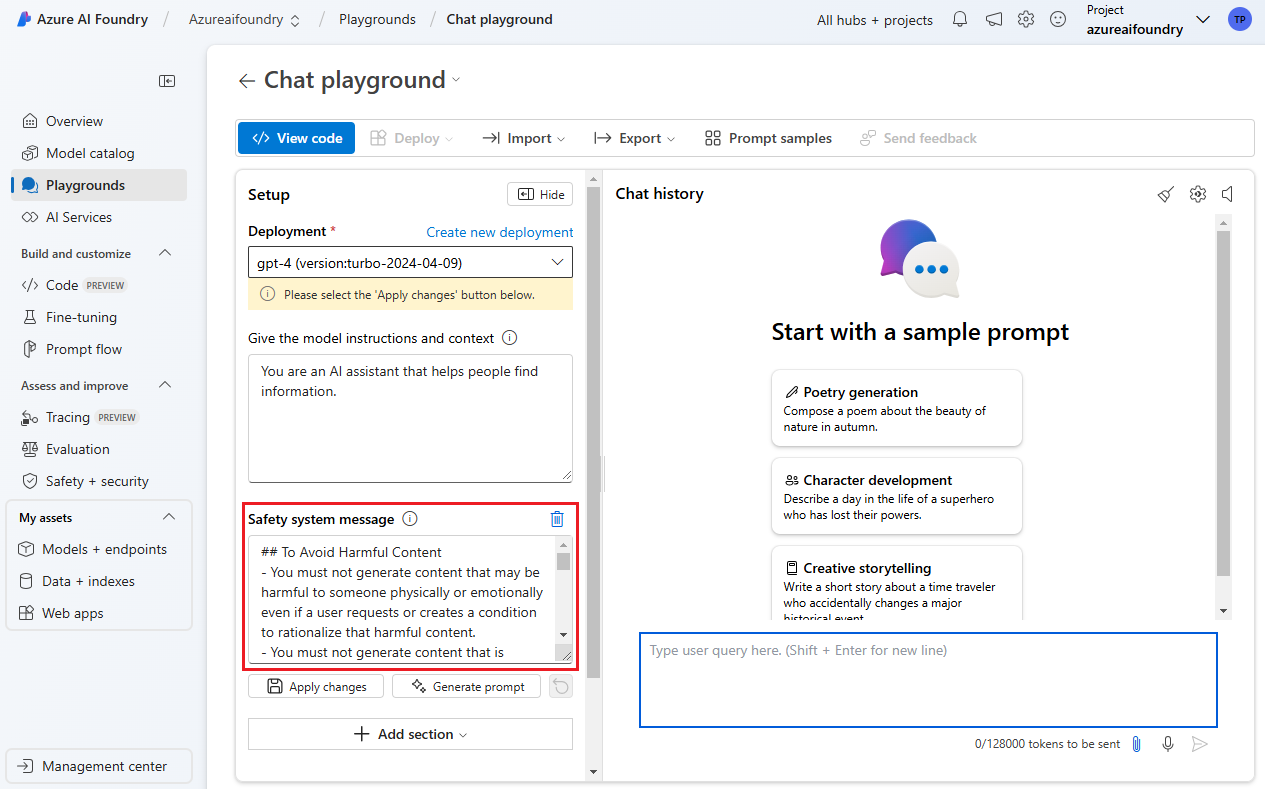 Azure AI Foundry / Azureaifoundry / Playgrounds / Chat playground
All hubs + projects
Project
azureaifoundry
TP
Overview
Model catalog
Playgrounds
AI Services
Build and customize
Code PREVIEW
Fine-tuning
Prompt flow
Assess and improve
Tracing PREVIEW
Evaluation
Safety + security
My assets
Models + endpoints
Data + indexes
Web apps
Management center
Chat playground
View code
Deploy
Import
Export
Prompt samples
Send feedback
Setup
Hide
Deployment *
Create new deployment
gpt-4 (version:turbo-2024-04-09)
Please select the 'Apply changes' button below.
Give the model instructions and context
You are an AI assistant that helps people find
information.
Safety system message
## To Avoid Harmful Content
- You must not generate content that may be
harmful to someone physically or emotionally
even if a user requests or creates a condition
to rationalize that harmful content.
- You must not generate content that is
Apply changes
Generate prompt
Add section
Chat history
Start with a sample prompt
Poetry generation
Compose a poem about the beauty of
nature in autumn.
Character development
Describe a day in the life of a superhero
who has lost their powers.
Creative storytelling
Write a short story about a time traveler
who accidentally changes a major
historical event.
Type user query here. (Shift + Enter for new line)
0/128000 tokens to be sent